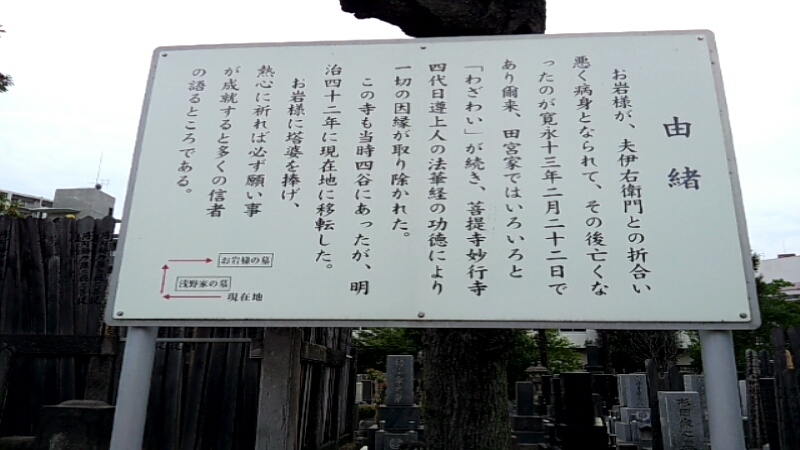 由緒
お岩様が、夫伊右衛門との折合い
悪く病身となられて、その後亡くな
ったのが寛永十三年二月二十二日で
あり爾来、田宮家ではいろいろと
「わざわい」が続き、菩提寺妙行寺
四代日遵上人の法華経の功徳により
一切の因縁が取り除かれた。
この寺も当時四谷にあったが、明
治四十二年に現在地に移転した。
お岩様に塔婆を捧げ、
熱心に祈れば必ず願い事
が成就すると多くの信者
の語るところである。
お岩様の墓
浅野家の墓
現在地